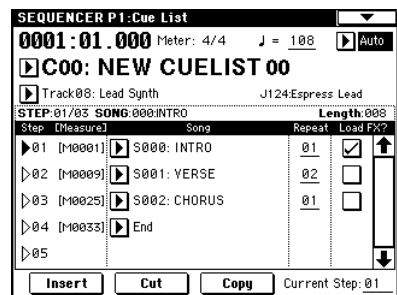 SEQUENCER P1:Cue List
0001:01.000 Meter: 4/4 ♩ = 108 Auto
C00: NEW CUELIST 00
Track08: Lead Synth J124:Espress Lead
STEP:01/03 SONG:000:INTRO Length:008
Step [Measure] Song Repeat Load FX?
01 [M0001] S000: INTRO 01
02 [M0009] S001: VERSE 02
03 [M0025] S002: CHORUS 01
04 [M0033] End
05
Insert Cut Copy Current Step: 01